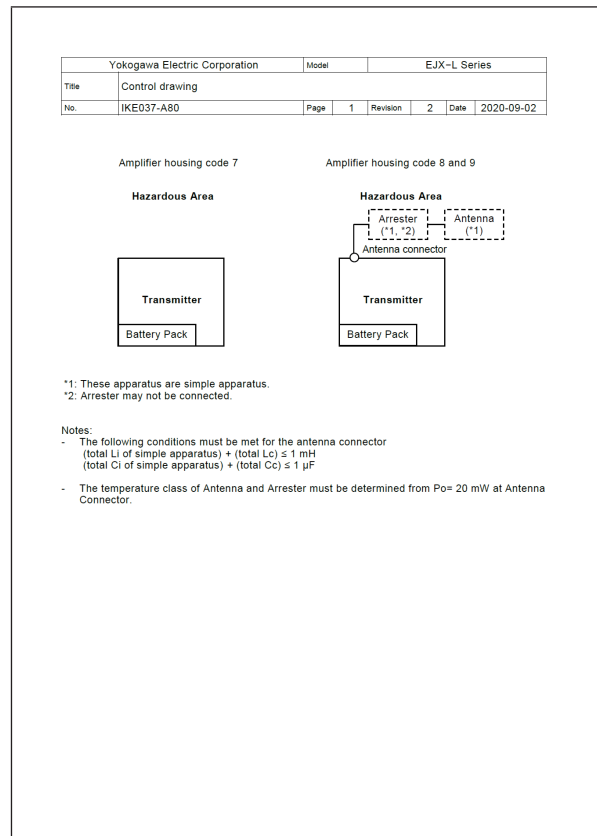 Yokogawa Electric Corporation Model EJX-L Series
Title Control drawing
No. IKE037-A80 Page 1 Revision 2 Date 2020-09-02
Amplifier housing code 7
Amplifier housing code 8 and 9
Hazardous Area
Hazardous Area
Arrester
(*1, *2)
Antenna
(*1)
Antenna connector
Transmitter
Transmitter
Battery Pack
Battery Pack
*1: These apparatus are simple apparatus.
*2: Arrester may not be connected.
Notes:
- The following conditions must be met for the antenna connector
(total Li of simple apparatus) + (total Lc) ≤ 1 mH
(total Ci of simple apparatus) + (total Cc) ≤ 1 µF
- The temperature class of Antenna and Arrester must be determined from Po= 20 mW at Antenna
Connector.